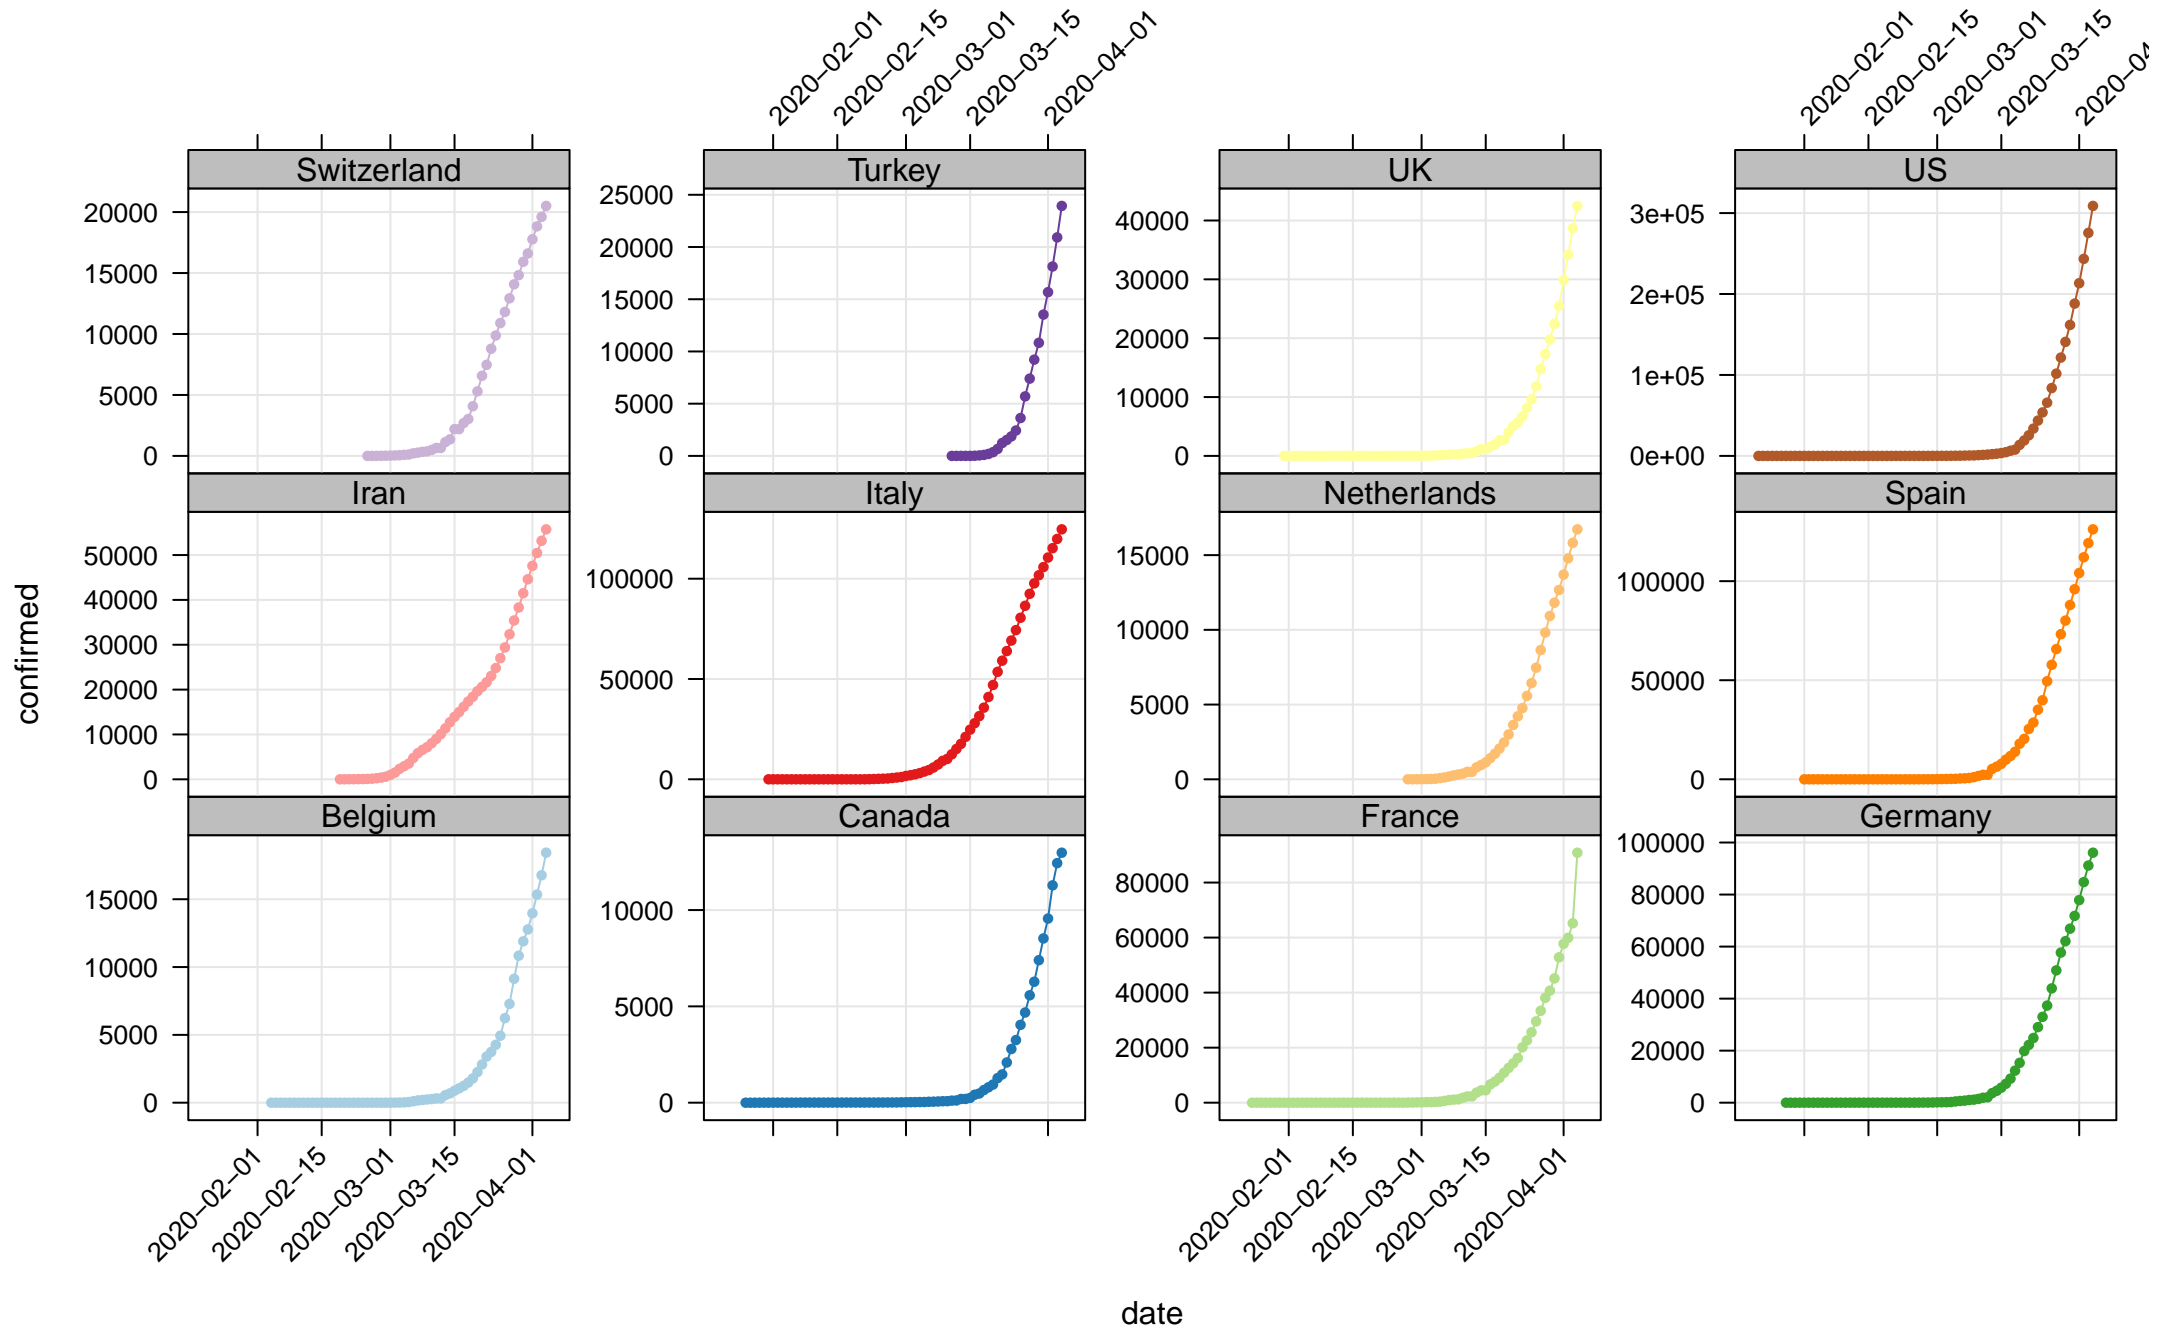 2020−02−01 2020−02−15 2020−03−01 2020−03−15 2020−04−01 2020−02−01 2020−02−15 2020−03−01 2020−03−15 2020−04
Switzerland Turkey UK US
20000 15000 10000 5000 0
25000 20000 15000 10000 5000 0
40000 30000 20000 10000 0
3e+05 2e+05 1e+05 0e+00
Iran Italy Netherlands Spain
50000 40000 30000 20000 10000 0
100000 50000 0
15000 10000 5000 0
100000 50000 0
confirmed
Belgium Canada France Germany
15000 10000 5000 0
10000 5000 0
80000 60000 40000 20000 0
100000 80000 60000 40000 20000 0
2020−02−01 2020−02−15 2020−03−01 2020−03−15 2020−04−01 2020−02−01 2020−02−15 2020−03−01 2020−03−15 2020−04−01
date